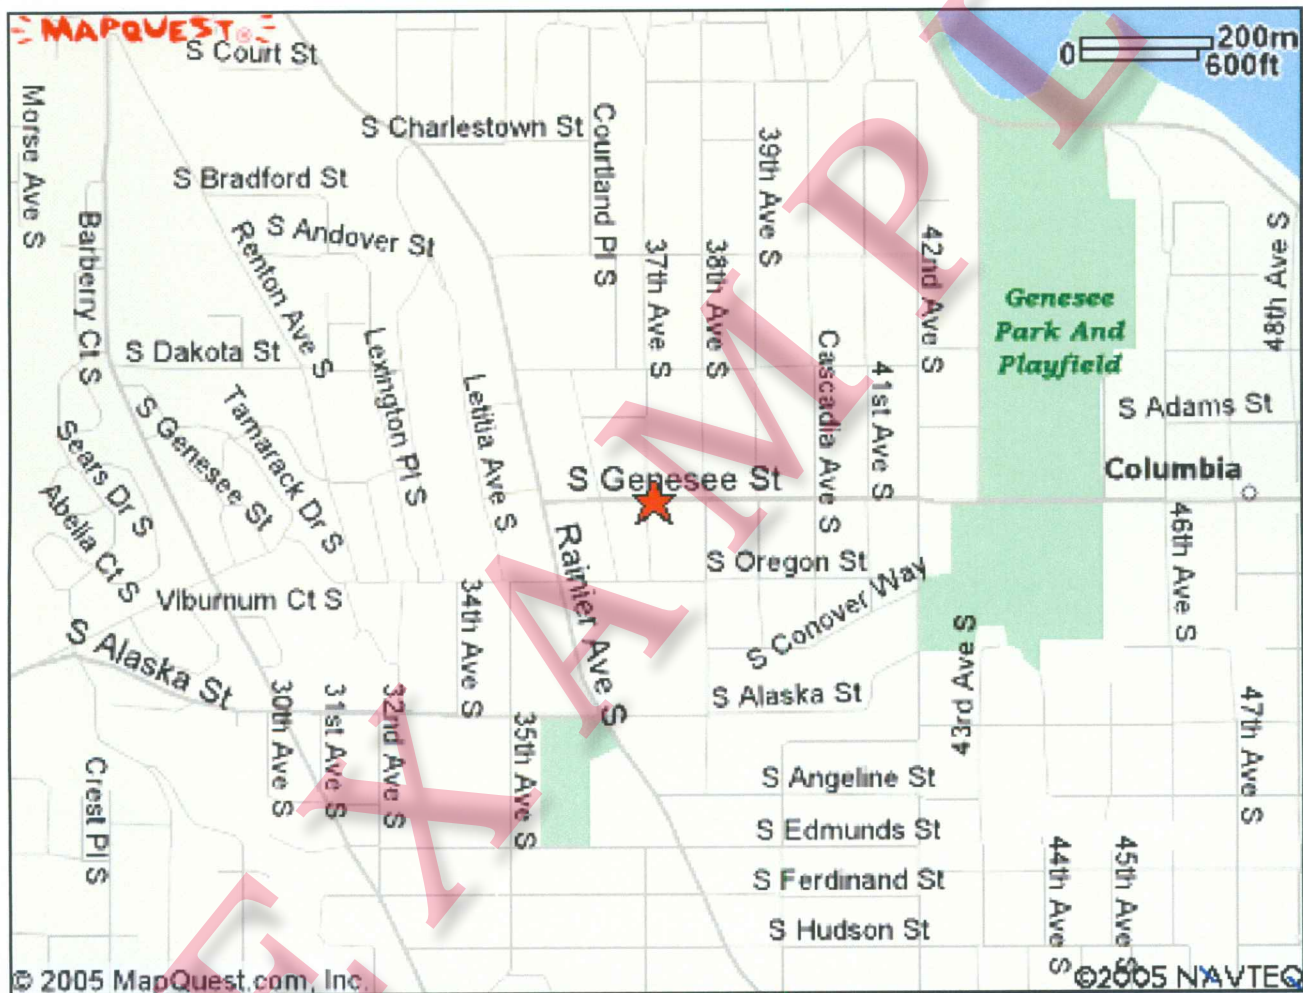 MAPQUEST
S Court St
0 200m
600ft
Morse Ave S
S Charlestown St
Courtland Pl S
39th Ave S
S Bradford St
Barberry Ct S
S Andover St
Renton Ave S
37th Ave S
38th Ave S
42nd Ave S
48th Ave S
Genesee
Park And
Playfield
S Dakota St
Lexington Pl S
Letitia Ave S
Cascadia Ave S
41st Ave S
S Adams St
S Genesee St
Tamarack Dr S
Sears Dr S
Abelia Ct S
S Genesee St
Columbia
Rainier Ave S
46th Ave S
S Oregon St
Viburnum Ct S
34th Ave S
S Conover Way
S Alaska St
43rd Ave S
30th Ave S
31st Ave S
32nd Ave S
35th Ave S
S Alaska St
47th Ave S
Crest Pl S
S Angeline St
S Edmunds St
44th Ave S
45th Ave S
S Ferdinand St
S Hudson St
© 2005 MapQuest.com, Inc.
©2005 NAVTEQ
EXAMPL